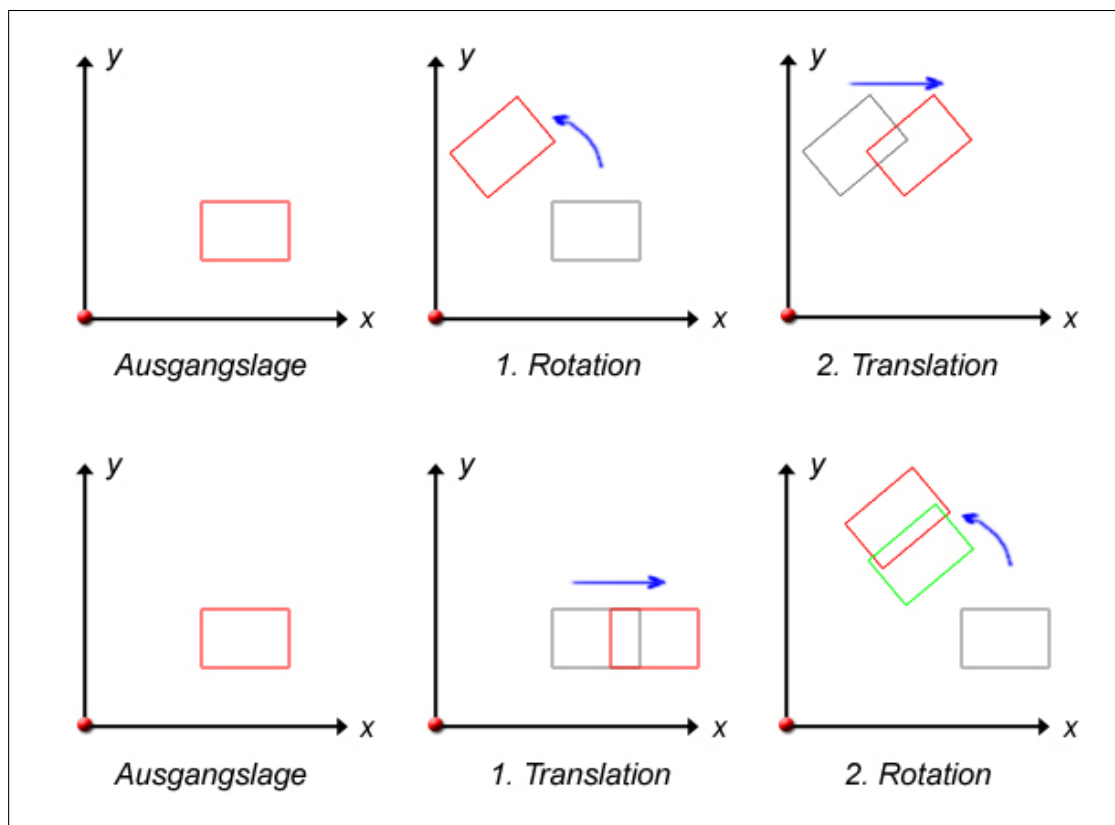 y y y
x x x
Ausgangslage 1. Rotation 2. Translation
y y y
x x x
Ausgangslage 1. Translation 2. Rotation